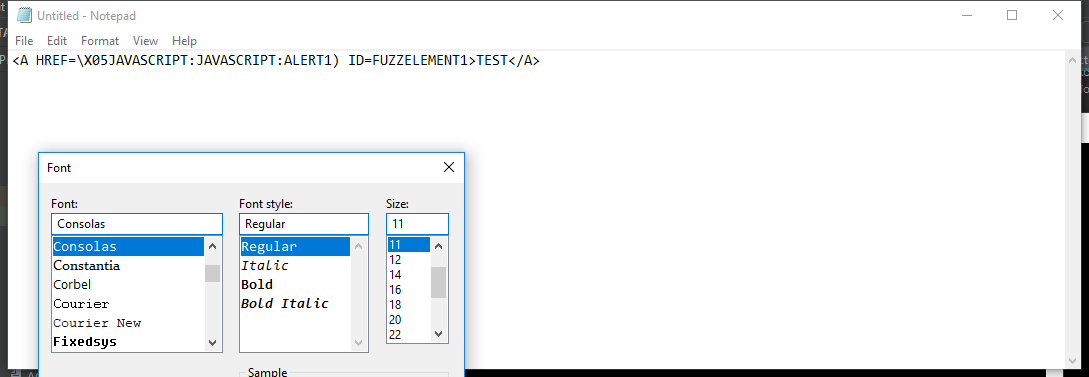 Untitled - Notepad
File Edit Format View Help
<A HREF=\X05JAVASCRIPT:JAVASCRIPT:ALERT1) ID=FUZZELEMENT1>TEST</A>
Font
Font: Font style: Size:
Consolas Regular 11
Consolas Regular 11
Constantia Italic 12
Corbel Bold 14
Courier Bold Italic 16
Courier New 18
Fixedsys 20
22
Sample